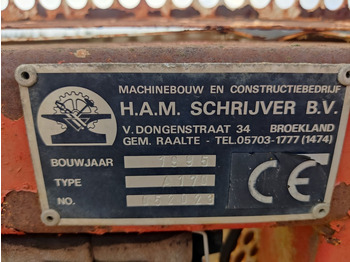 MACHINEBOUW EN CONSTRUCTIEBEDRIJF
H.A.M. SCHRIJVER B.V.
V. DONGENSTRAAT 34 BROEKLAND
GEM. RAALTE - TEL.05703-1777 (1474)
BOUWJAAR
TYPE
NO.
CE